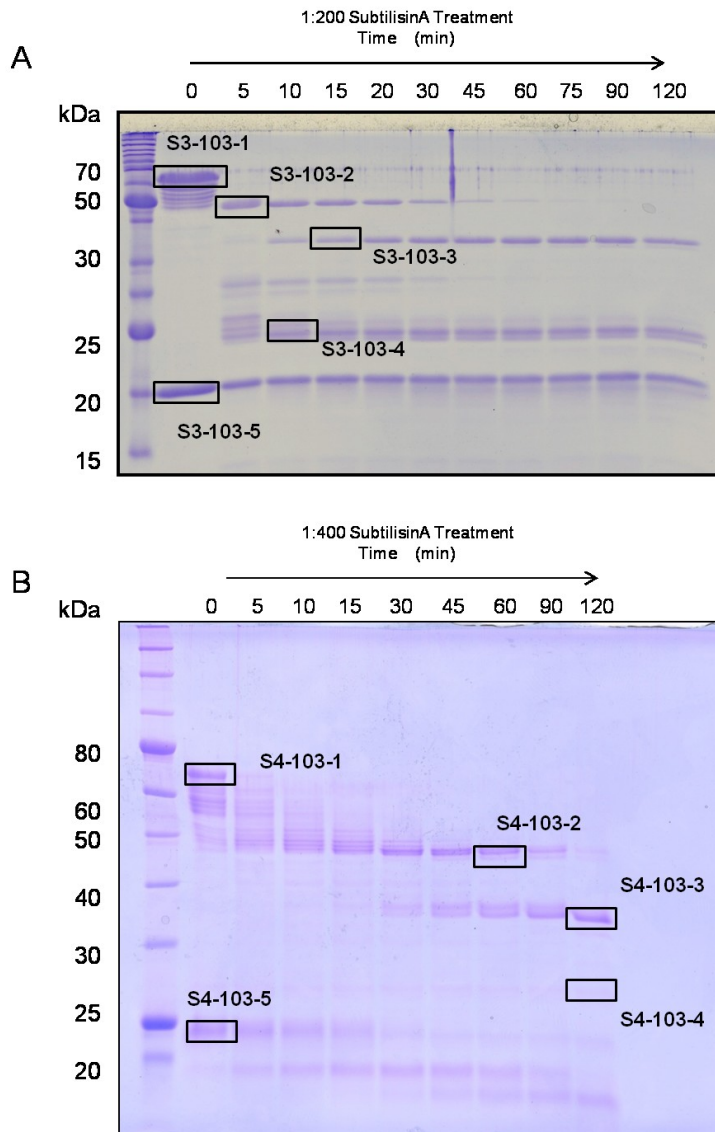 1:200 SubtilisinA Treatment
Time (min)
A
0 5 10 15 20 30 45 60 75 90 120
kDa
S3-103-1
70
S3-103-2
50
S3-103-3
30
S3-103-4
25
20
S3-103-5
15
1:400 SubtilisinA Treatment
Time (min)
B
0 5 10 15 30 45 60 90 120
kDa
80
S4-103-1
60
S4-103-2
50
S4-103-3
40
30
S4-103-5
25
S4-103-4
20